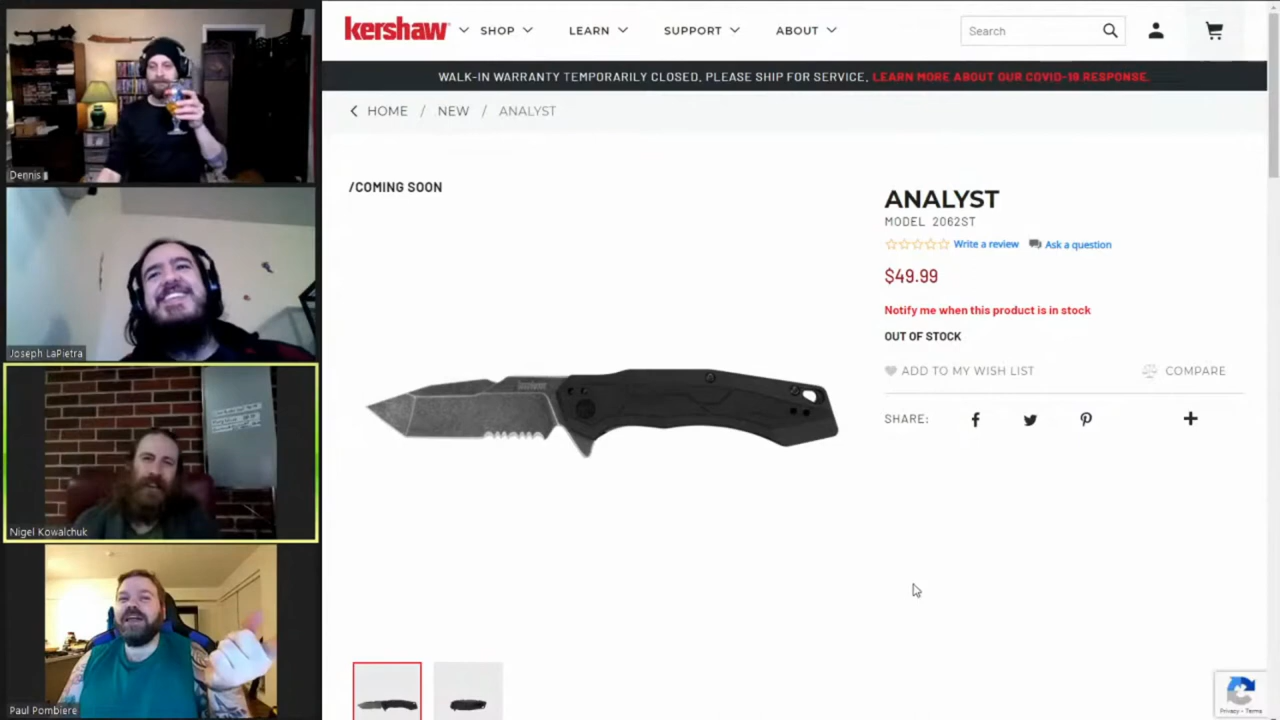 Dennis
Joseph LaPietra
Nigel Kowalchuk
Paul Pombiere
kershaw
SHOP
LEARN
SUPPORT
ABOUT
Search
WALK-IN WARRANTY TEMPORARILY CLOSED. PLEASE SHIP FOR SERVICE. LEARN MORE ABOUT OUR COVID-19 RESPONSE.
HOME / NEW / ANALYST
/COMING SOON
ANALYST
MODEL 2062ST
Write a review
Ask a question
$49.99
Notify me when this product is in stock
OUT OF STOCK
ADD TO MY WISH LIST
COMPARE
SHARE:
kershaw
Privacy - Terms